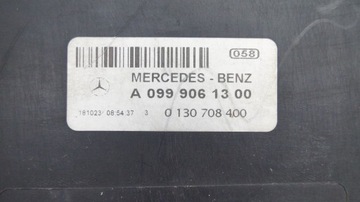 058
MERCEDES - BENZ
A 099 906 13 00
181023 08:54:37 3 0 130 708 400